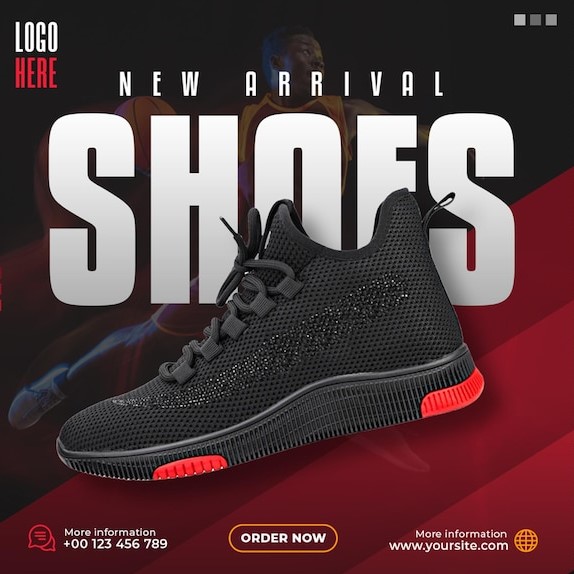 LOGO
HERE
NEW ARRIVAL
SHOES
More information
+00 123 456 789
ORDER NOW
More information
www.yoursite.com